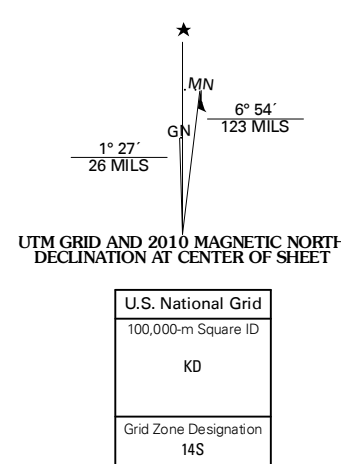 MN
GN
6° 54´
123 MILS
1° 27´
26 MILS
UTM GRID AND 2010 MAGNETIC NORTH
DECLINATION AT CENTER OF SHEET
U.S. National Grid
100,000-m Square ID
KD
Grid Zone Designation
14S